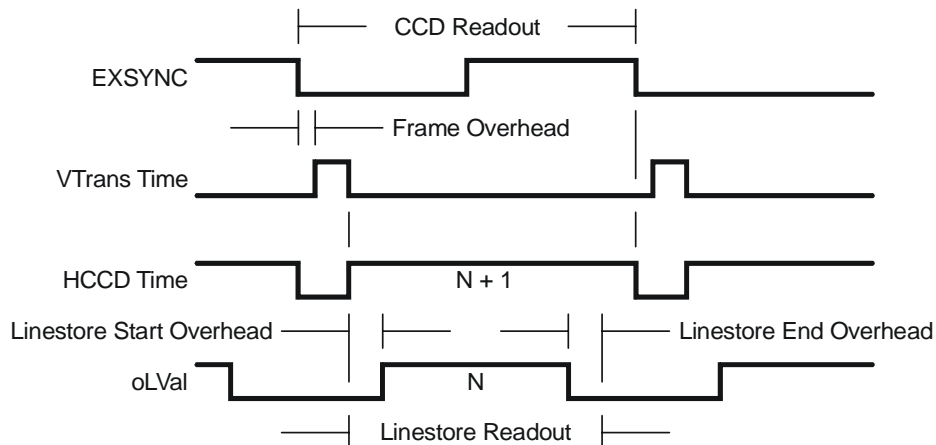 CCD Readout
EXSYNC
Frame Overhead
VTrans Time
HCCD Time
N + 1
Linestore Start Overhead
Linestore End Overhead
oLVal
N
Linestore Readout